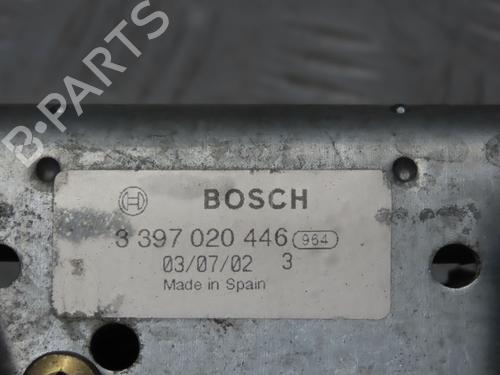 B-PARTS
BOSCH
3 397 020 446 964
03/07/02 3
Made in Spain